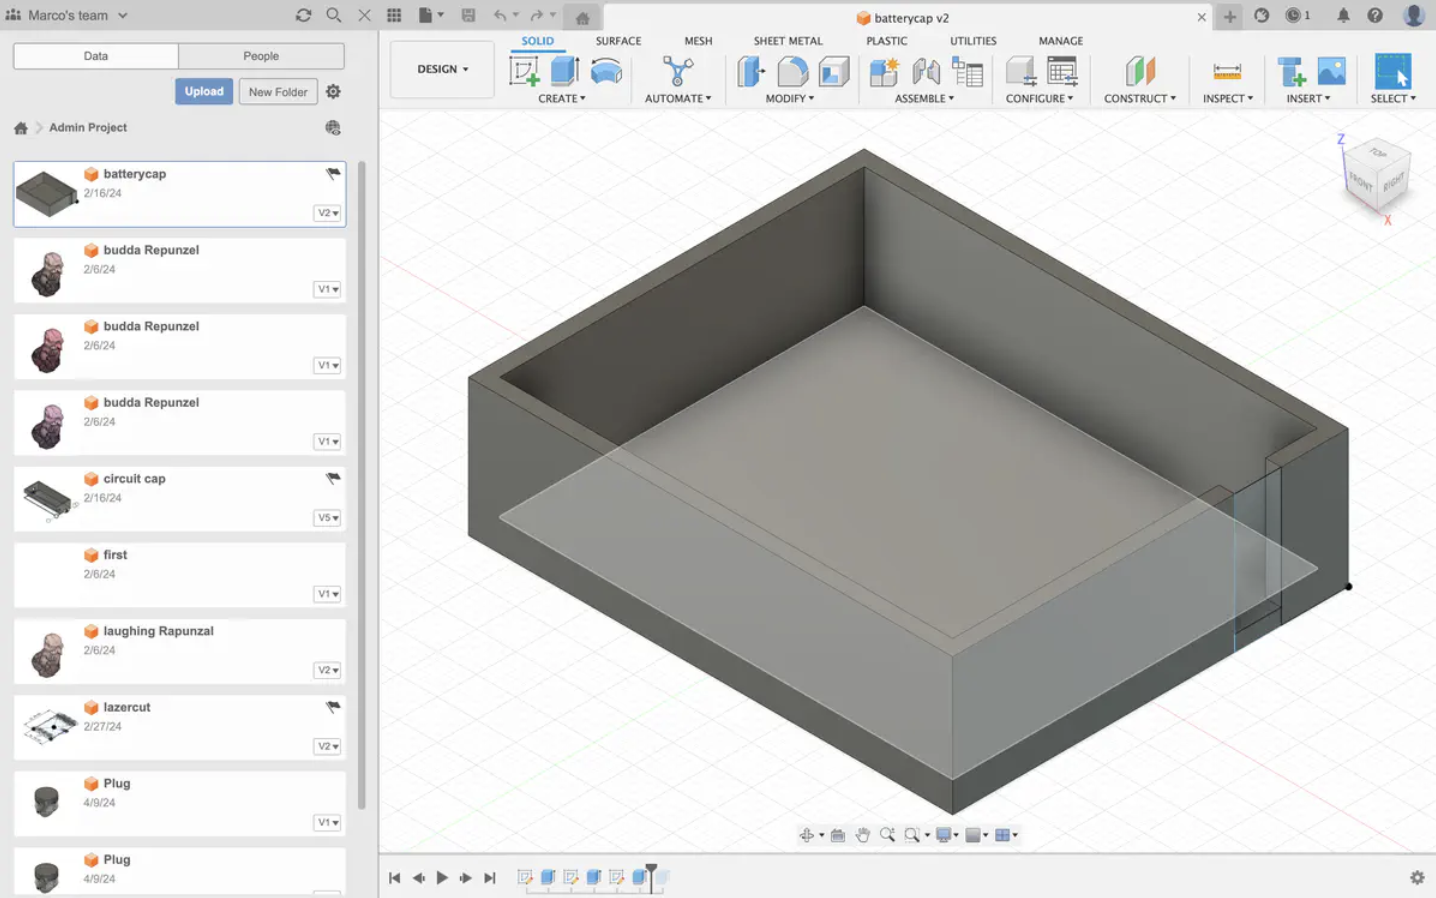 Marco's team
batterycap v2
1
Data
People
Upload
New Folder
Admin Project
batterycap
2/16/24
V2
budda Repunzel
2/6/24
V1
budda Repunzel
2/6/24
V1
budda Repunzel
2/6/24
V1
circuit cap
2/16/24
V5
first
2/6/24
V1
laughing Rapunzal
2/6/24
V2
lazercut
2/27/24
V2
Plug
4/9/24
V1
Plug
4/9/24
DESIGN
SOLID
SURFACE
MESH
SHEET METAL
PLASTIC
UTILITIES
MANAGE
CREATE
AUTOMATE
MODIFY
ASSEMBLE
CONFIGURE
CONSTRUCT
INSPECT
INSERT
SELECT
Z
TOP
FRONT
RIGHT
X